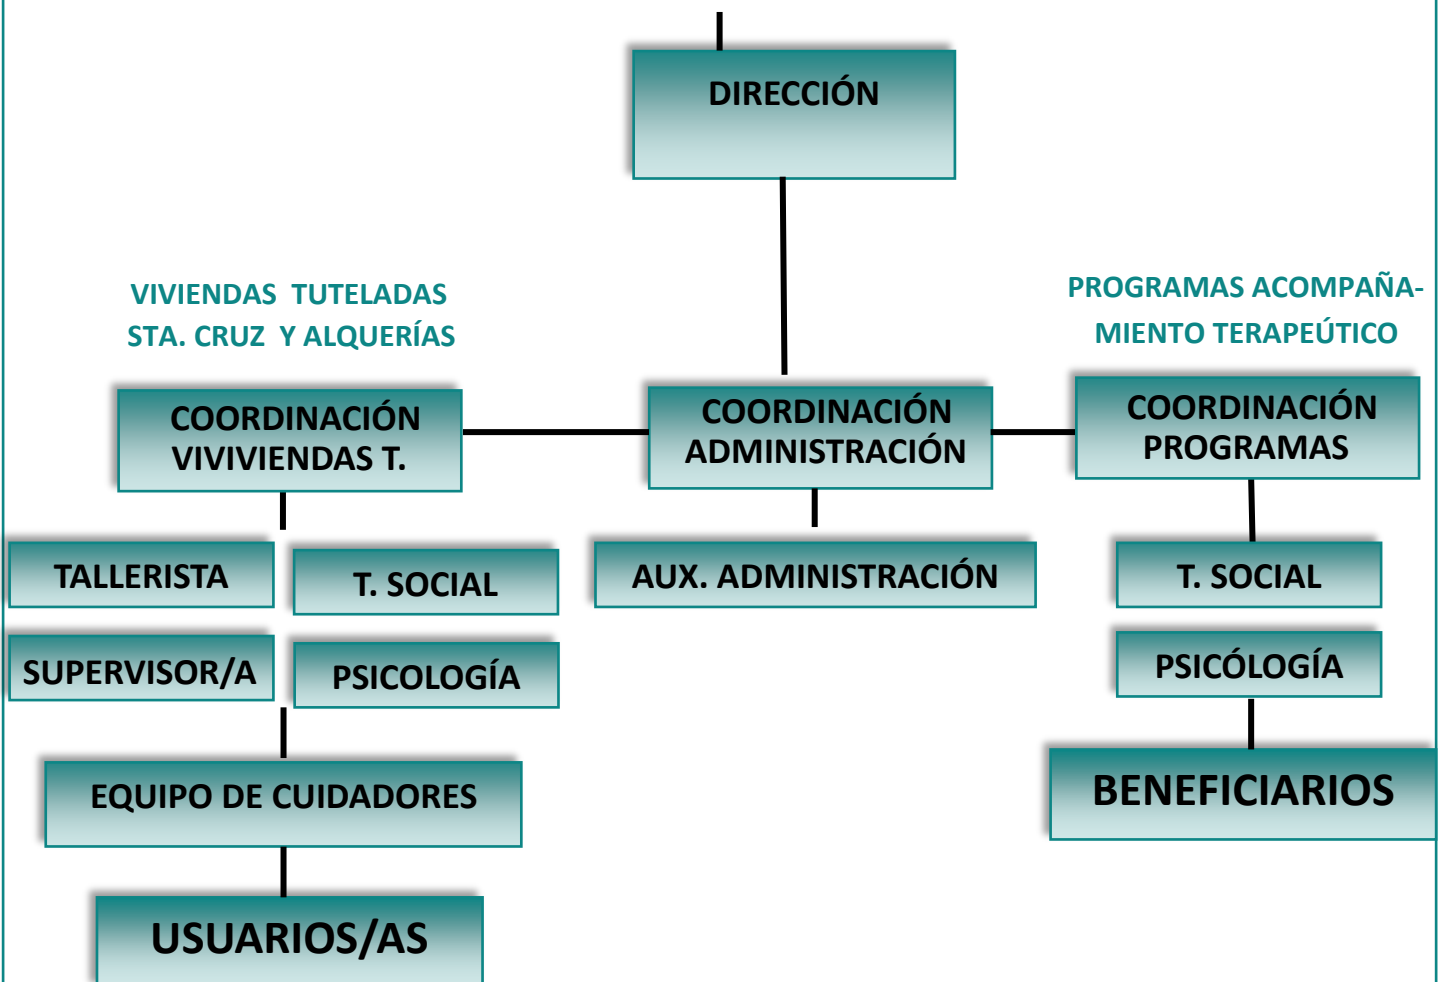 DIRECCIÓN
VIVIENDAS TUTELADAS
STA. CRUZ Y ALQUERÍAS
PROGRAMAS ACOMPAÑA-
MIENTO TERAPEÚTICO
COORDINACIÓN
VIVIVIENDAS T.
COORDINACIÓN
ADMINISTRACIÓN
COORDINACIÓN
PROGRAMAS
TALLERISTA
T. SOCIAL
AUX. ADMINISTRACIÓN
T. SOCIAL
SUPERVISOR/A
PSICOLOGÍA
PSICÓLOGÍA
EQUIPO DE CUIDADORES
BENEFICIARIOS
USUARIOS/AS